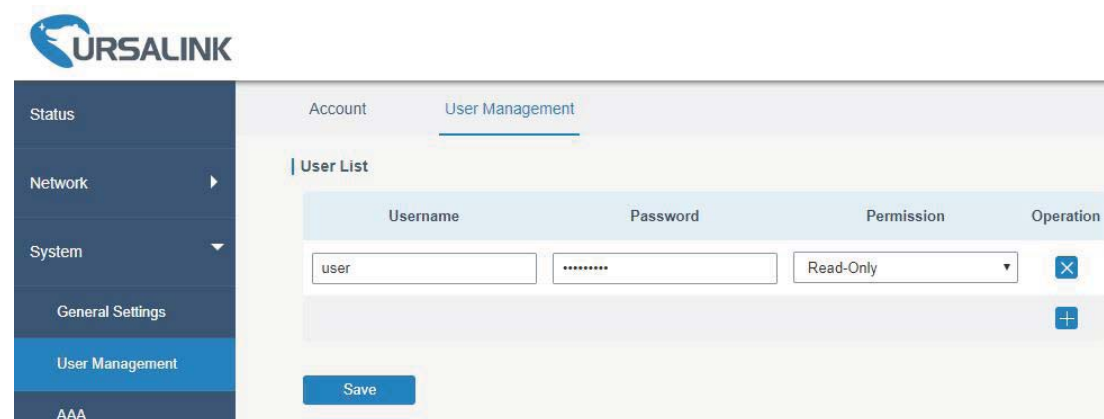 URSALINK
Status
Network
System
General Settings
User Management
AAA
Account User Management
User List
Username Password Permission Operation
user ········· Read-Only
Save